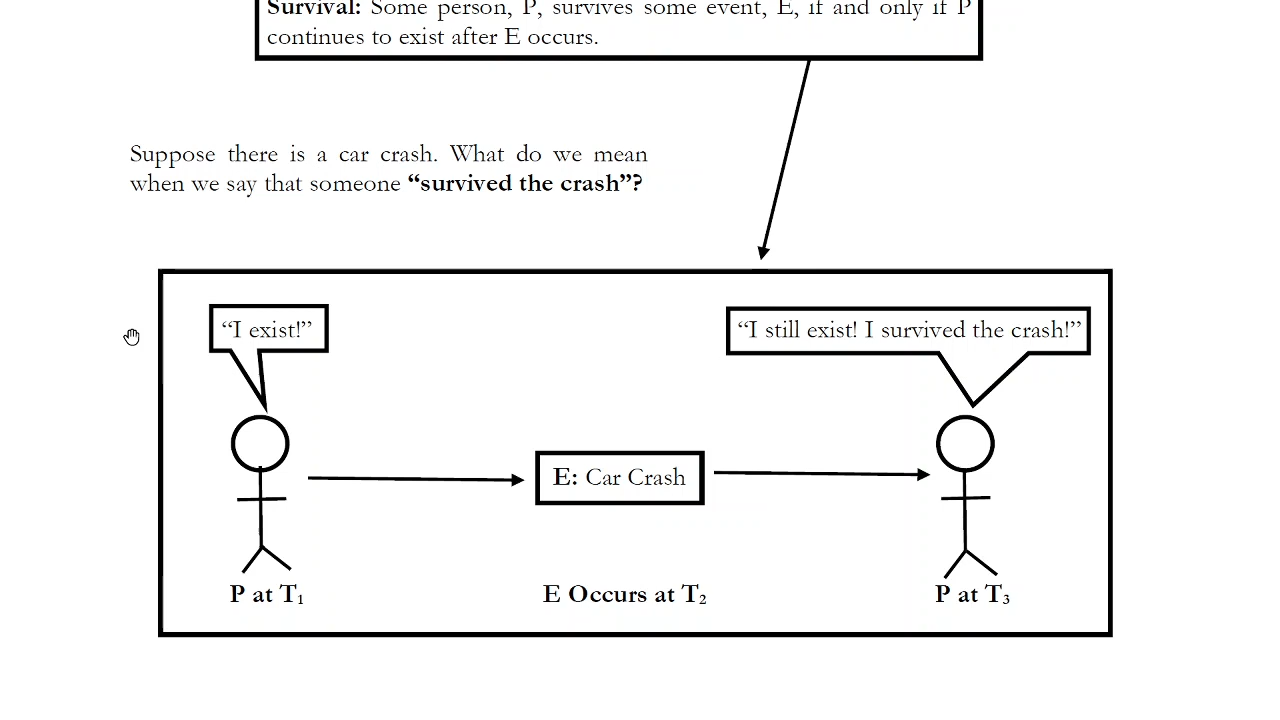 Survival: Some person, P, survives some event, E, if and only if P
continues to exist after E occurs.
Suppose there is a car crash. What do we mean
when we say that someone “survived the crash”?
“I exist!”
“I still exist! I survived the crash!”
E: Car Crash
P at T₁
E Occurs at T₂
P at T₃